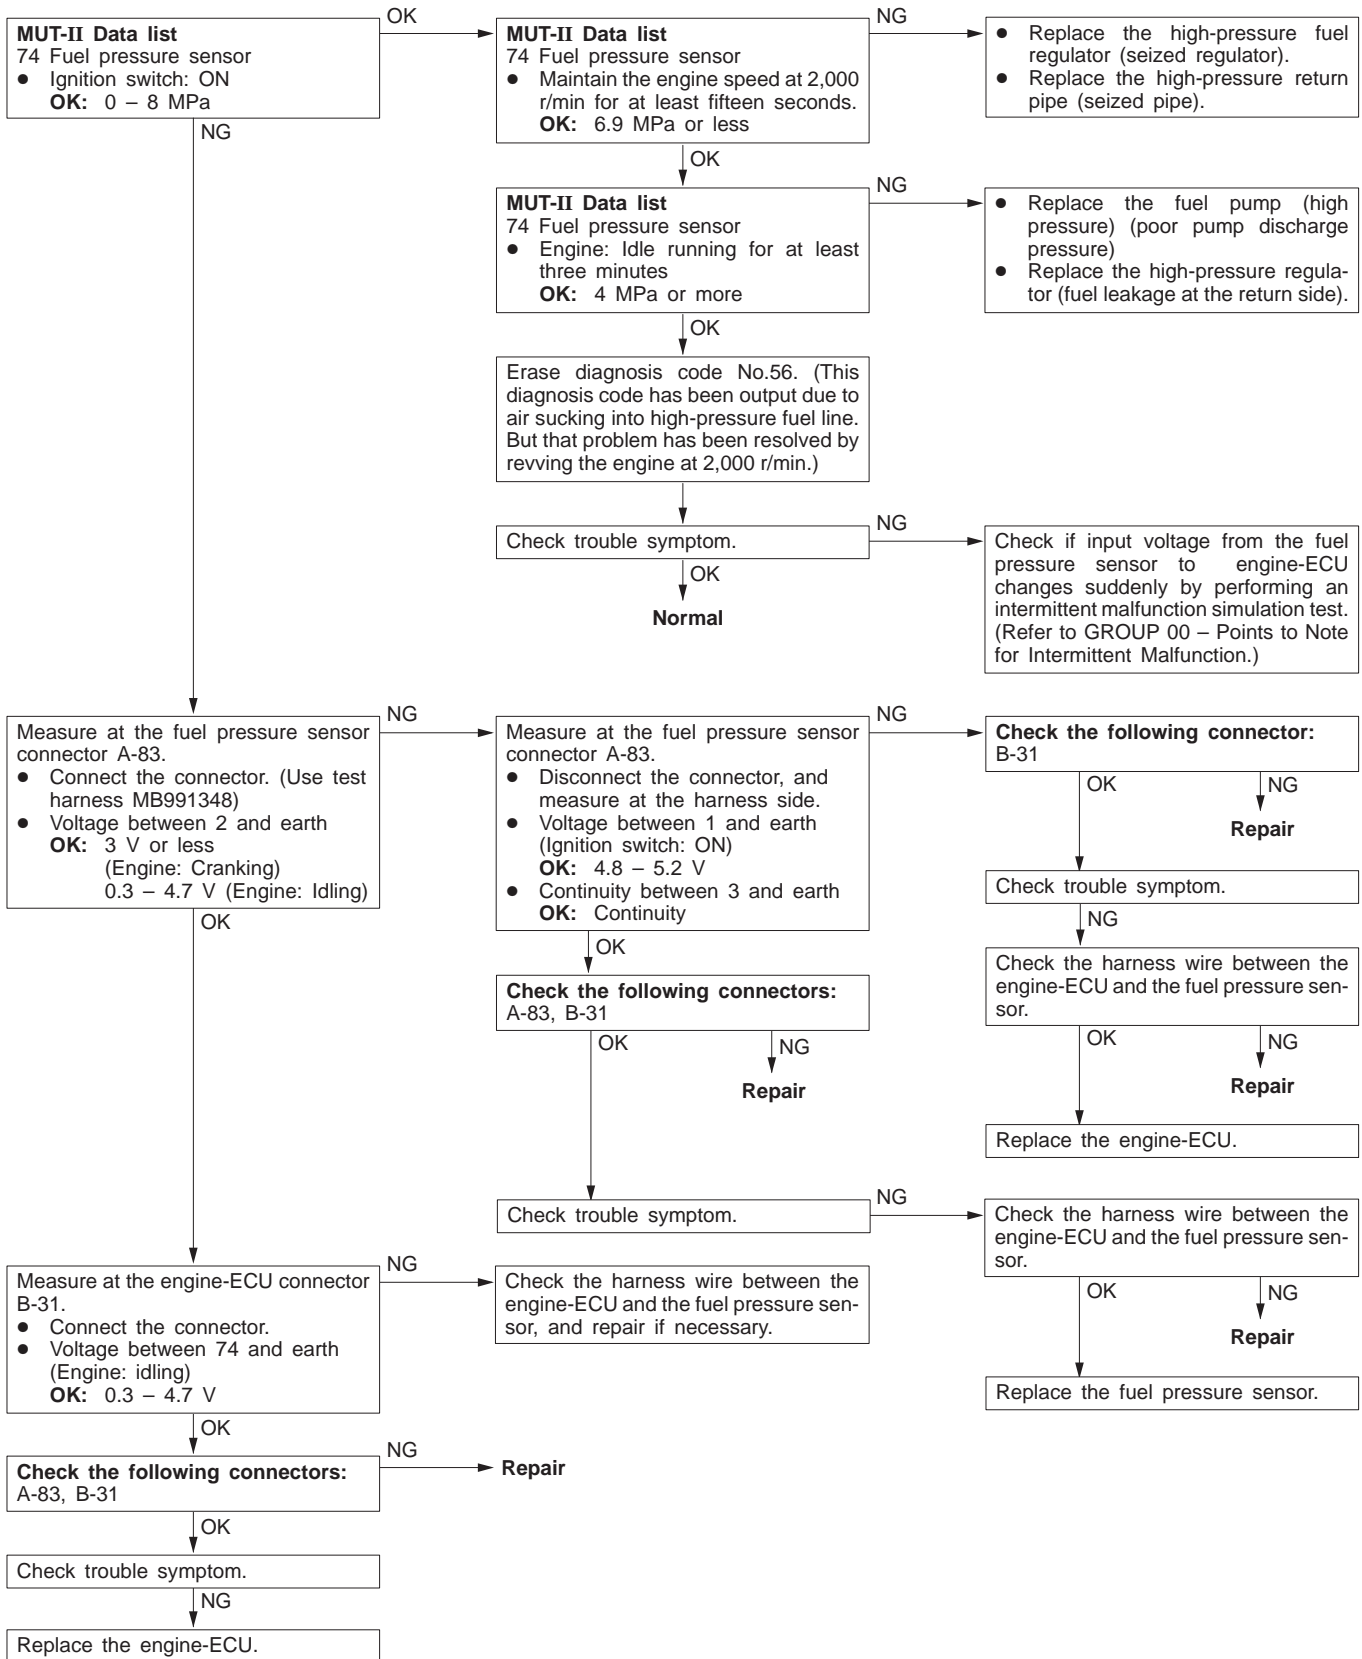 MUT-II Data list
74 Fuel pressure sensor
● Ignition switch: ON
OK: 0 – 8 MPa
OK
NG
MUT-II Data list
74 Fuel pressure sensor
● Maintain the engine speed at 2,000
r/min for at least fifteen seconds.
OK: 6.9 MPa or less
NG
● Replace the high-pressure fuel
regulator (seized regulator).
● Replace the high-pressure return
pipe (seized pipe).
OK
MUT-II Data list
74 Fuel pressure sensor
● Engine: Idle running for at least
three minutes
OK: 4 MPa or more
NG
● Replace the fuel pump (high
pressure) (poor pump discharge
pressure)
● Replace the high-pressure regula-
tor (fuel leakage at the return side).
OK
Erase diagnosis code No.56. (This
diagnosis code has been output due to
air sucking into high-pressure fuel line.
But that problem has been resolved by
revving the engine at 2,000 r/min.)
Check trouble symptom.
NG
OK
Normal
Check if input voltage from the fuel
pressure sensor to engine-ECU
changes suddenly by performing an
intermittent malfunction simulation test.
(Refer to GROUP 00 – Points to Note
for Intermittent Malfunction.)
Measure at the fuel pressure sensor
connector A-83.
● Connect the connector. (Use test
harness MB991348)
● Voltage between 2 and earth
OK: 3 V or less
(Engine: Cranking)
0.3 – 4.7 V (Engine: Idling)
NG
OK
Measure at the fuel pressure sensor
connector A-83.
● Disconnect the connector, and
measure at the harness side.
● Voltage between 1 and earth
(Ignition switch: ON)
OK: 4.8 – 5.2 V
● Continuity between 3 and earth
OK: Continuity
NG
Check the following connector:
B-31
OK
NG
Repair
Check trouble symptom.
NG
Check the harness wire between the
engine-ECU and the fuel pressure sen-
sor.
OK
NG
Repair
Replace the engine-ECU.
OK
Check the following connectors:
A-83, B-31
OK
NG
Repair
Check trouble symptom.
NG
Check the harness wire between the
engine-ECU and the fuel pressure sen-
sor.
OK
NG
Repair
Replace the fuel pressure sensor.
Measure at the engine-ECU connector
B-31.
● Connect the connector.
● Voltage between 74 and earth
(Engine: idling)
OK: 0.3 – 4.7 V
NG
Check the harness wire between the
engine-ECU and the fuel pressure sen-
sor, and repair if necessary.
OK
Check the following connectors:
A-83, B-31
NG
Repair
OK
Check trouble symptom.
NG
Replace the engine-ECU.